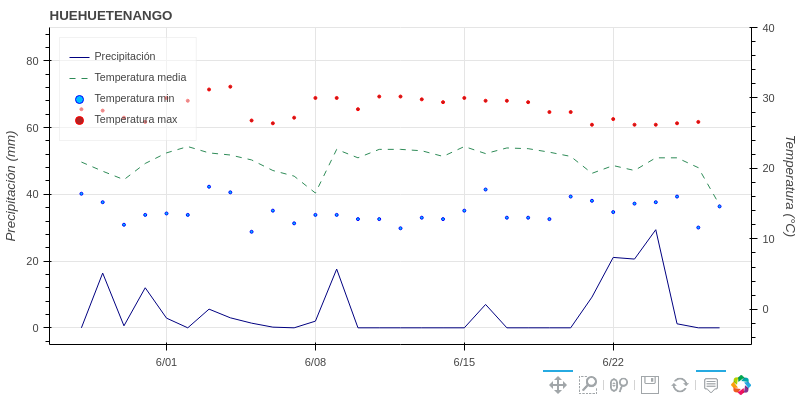 HUEHUETENANGO
Precipitación
Temperatura media
Temperatura min
Temperatura max
Precipitación (mm)
80
60
40
20
0
Temperatura (°C)
40
30
20
10
0
6/01
6/08
6/15
6/22